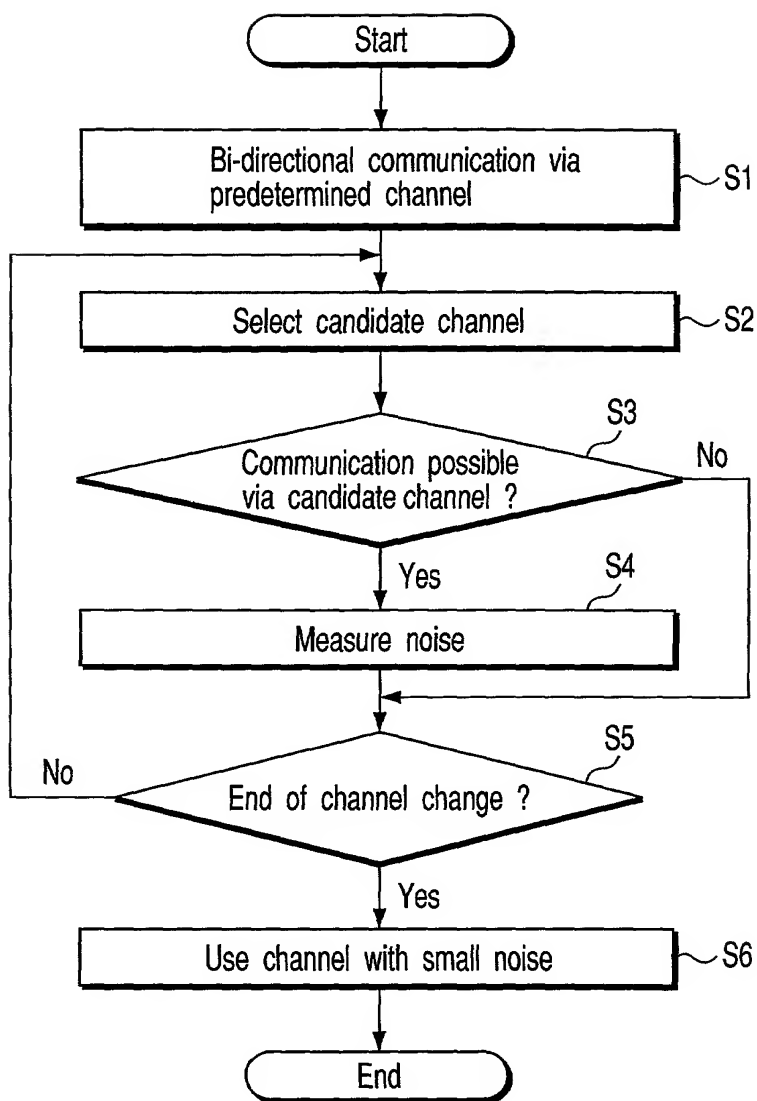 Start
Bi-directional communication via
predetermined channel
S1
Select candidate channel
S2
S3
Communication possible
via candidate channel ?
No
Yes
S4
Measure noise
S5
No
End of channel change ?
Yes
Use channel with small noise
S6
End